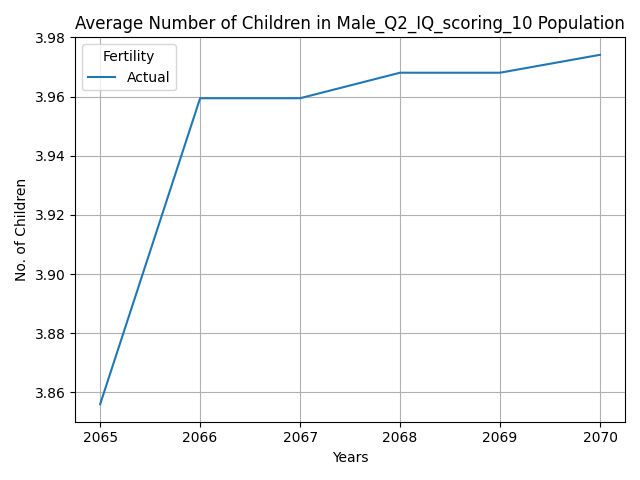 Average Number of Children in Male_Q2_IQ_scoring_10 Population
3.98
3.96
3.94
3.92
3.90
3.88
3.86
No. of Children
Fertility
Actual
2065 2066 2067 2068 2069 2070
Years